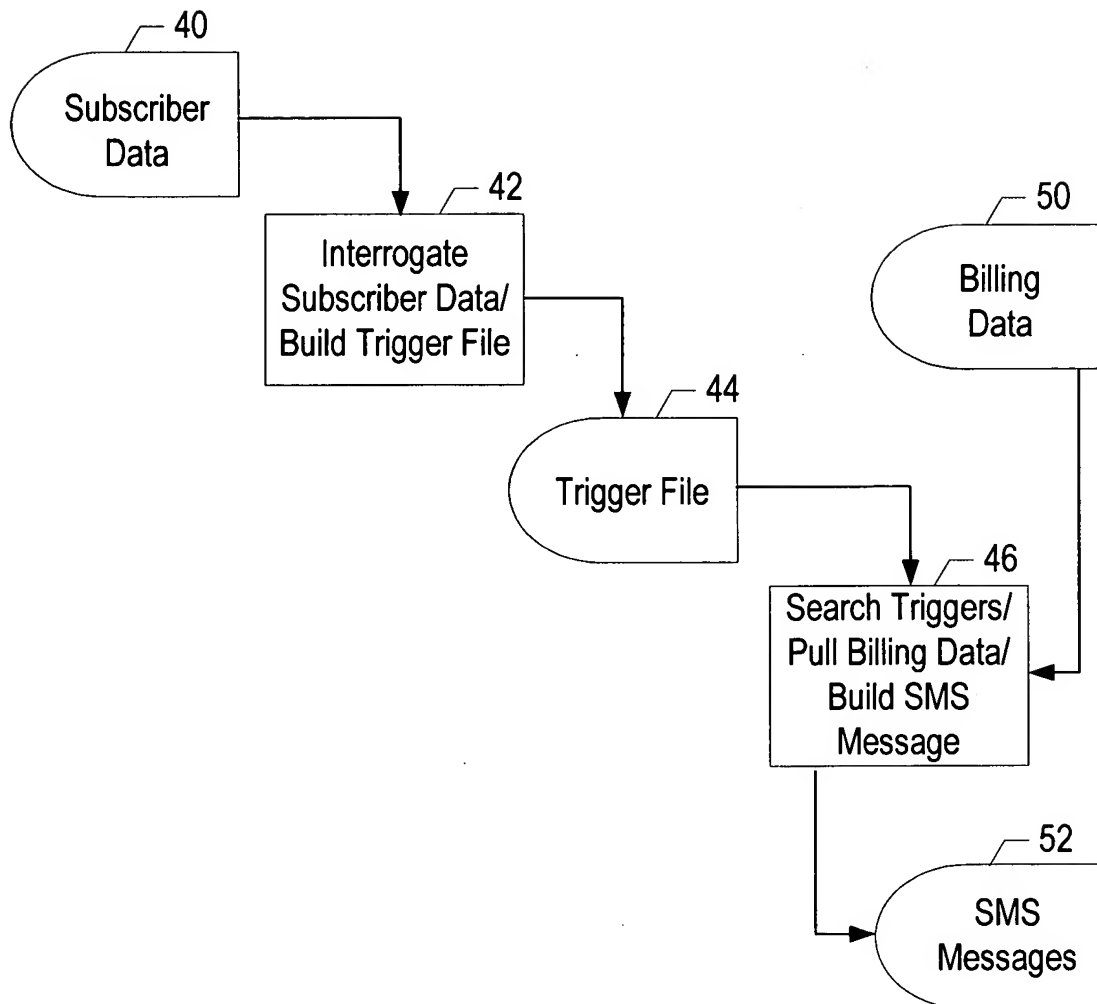 40
Subscriber
Data
42
Interrogate
Subscriber Data/
Build Trigger File
50
Billing
Data
44
Trigger File
46
Search Triggers/
Pull Billing Data/
Build SMS
Message
52
SMS
Messages